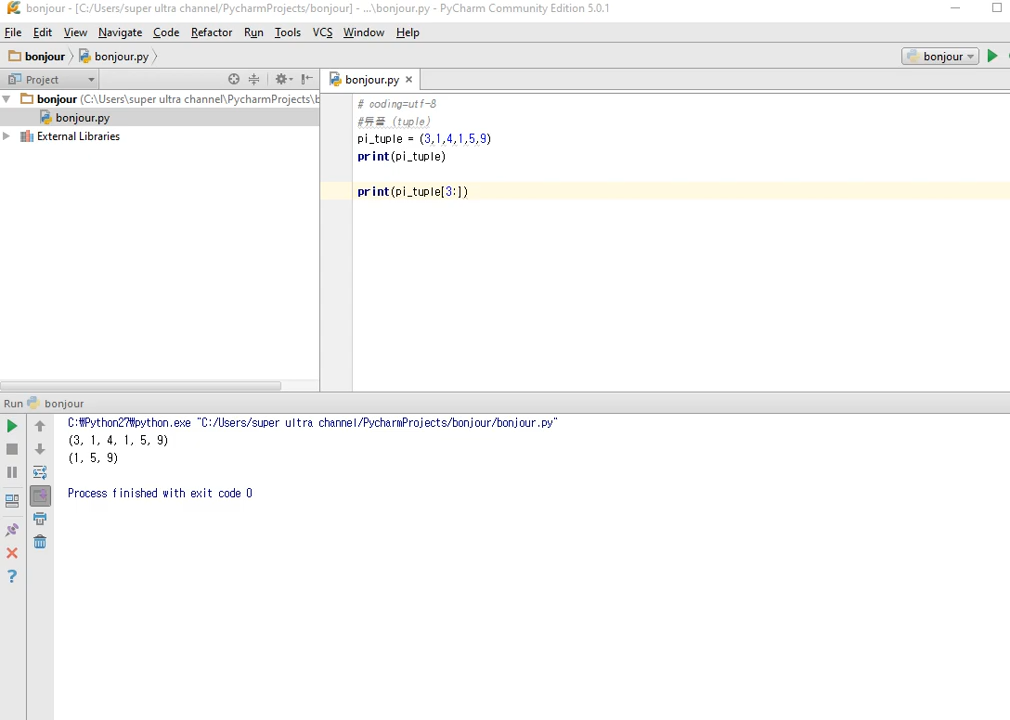 bonjour - [C:/Users/super ultra channel/PycharmProjects/bonjour] - ...\bonjour.py - PyCharm Community Edition 5.0.1
File Edit View Navigate Code Refactor Run Tools VCS Window Help
bonjour bonjour.py bonjour
Project bonjour.py
bonjour (C:\Users\super ultra channel\PycharmProjects\b
bonjour.py
External Libraries
# coding=utf-8
#튜플 (tuple)
pi_tuple = (3,1,4,1,5,9)
print(pi_tuple)
print(pi_tuple[3:])
Run bonjour
C:₩Python27₩python.exe "C:/Users/super ultra channel/PycharmProjects/bonjour/bonjour.py"
(3, 1, 4, 1, 5, 9)
(1, 5, 9)
Process finished with exit code 0